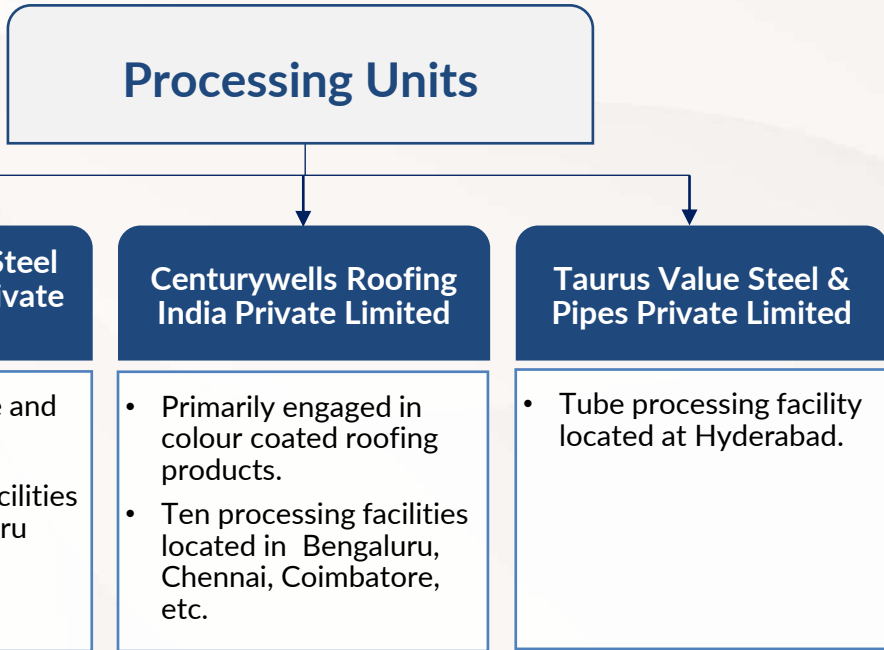 Processing Units
Steel
ivate
and
cilities
ru
Centurywells Roofing
India Private Limited
• Primarily engaged in
colour coated roofing
products.
• Ten processing facilities
located in Bengaluru,
Chennai, Coimbatore,
etc.
Taurus Value Steel &
Pipes Private Limited
• Tube processing facility
located at Hyderabad.